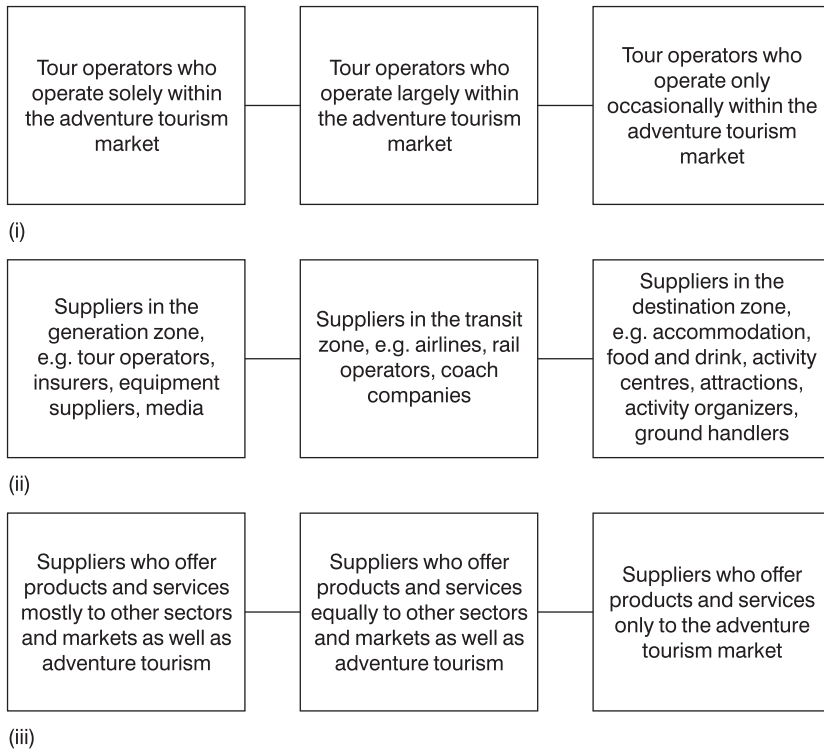 Tour operators who
operate solely within
the adventure tourism
market
Tour operators who
operate largely within
the adventure tourism
market
Tour operators who
operate only
occasionally within the
adventure tourism
market
(i)
Suppliers in the
generation zone,
e.g. tour operators,
insurers, equipment
suppliers, media
Suppliers in the transit
zone, e.g. airlines, rail
operators, coach
companies
Suppliers in the
destination zone,
e.g. accommodation,
food and drink, activity
centres, attractions,
activity organizers,
ground handlers
(ii)
Suppliers who offer
products and services
mostly to other sectors
and markets as well as
adventure tourism
Suppliers who offer
products and services
equally to other sectors
and markets as well as
adventure tourism
Suppliers who offer
products and services
only to the adventure
tourism market
(iii)